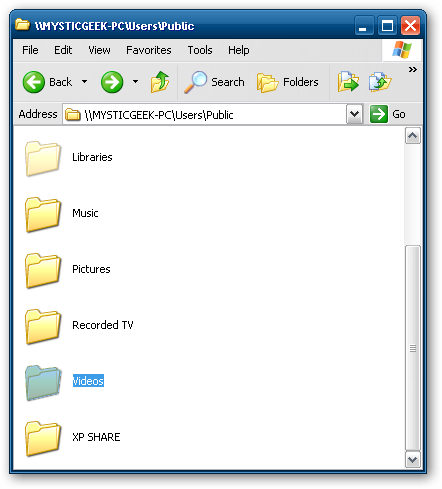 \\MYSTICGEEK-PC\Users\Public
File Edit View Favorites Tools Help
Back Search Folders
Address \\MYSTICGEEK-PC\Users\Public Go
Libraries
Music
Pictures
Recorded TV
Videos
XP SHARE